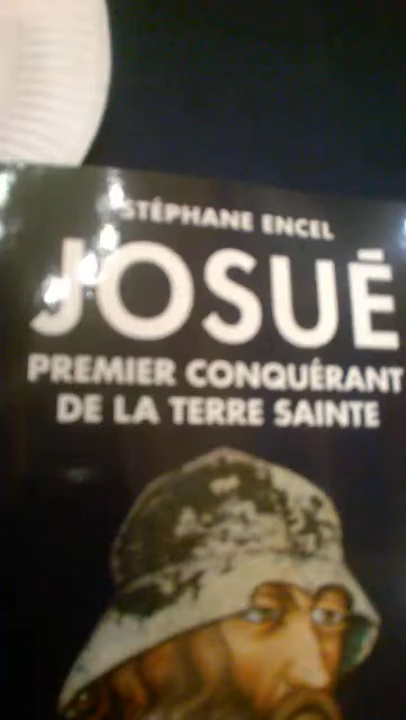 STÉPHANE ENCEL
JOSUÉ
PREMIER CONQUÉRANT
DE LA TERRE SAINTE